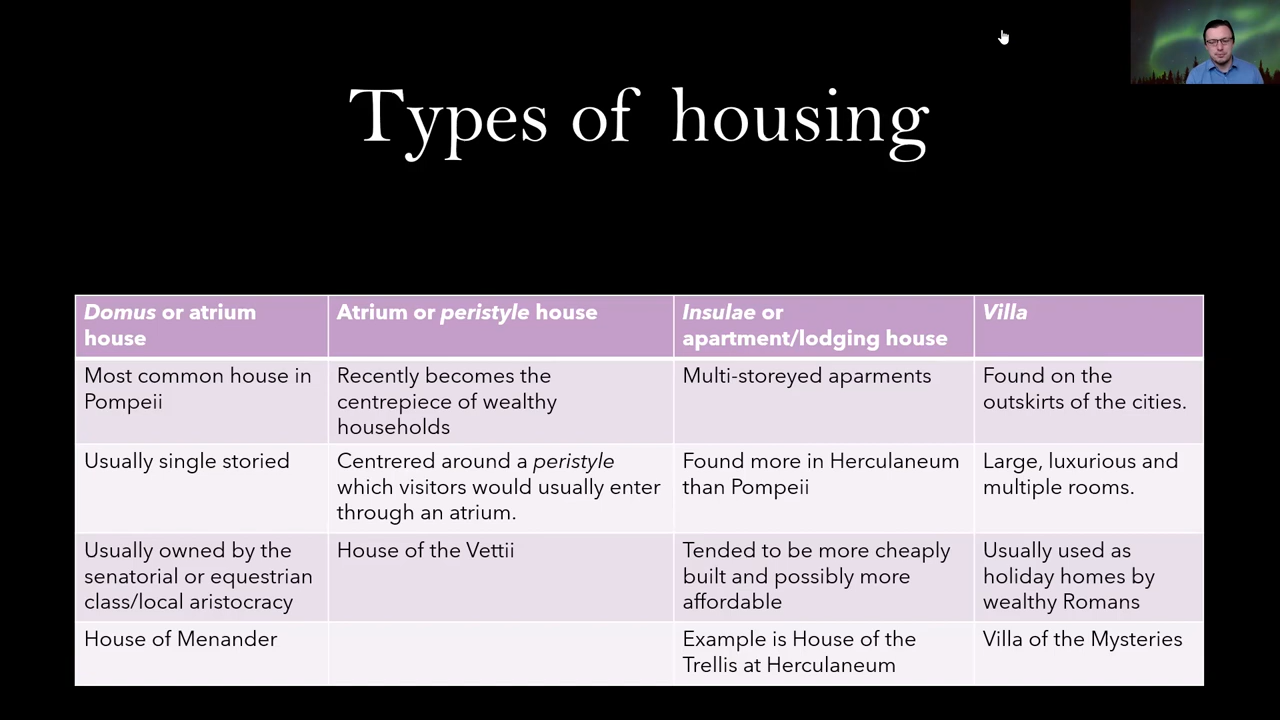 Types of housing
Domus or atrium
house
Atrium or peristyle house
Insulae or
apartment/lodging house
Villa
Most common house in
Pompeii
Recently becomes the
centrepiece of wealthy
households
Multi-storeyed aparments
Found on the
outskirts of the cities.
Usually single storied
Centrered around a peristyle
which visitors would usually enter
through an atrium.
Found more in Herculaneum
than Pompeii
Large, luxurious and
multiple rooms.
Usually owned by the
senatorial or equestrian
class/local aristocracy
House of the Vettii
Tended to be more cheaply
built and possibly more
affordable
Usually used as
holiday homes by
wealthy Romans
House of Menander
Example is House of the
Trellis at Herculaneum
Villa of the Mysteries